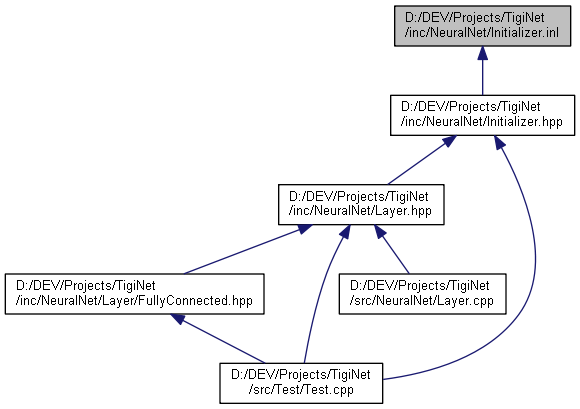 D:/DEV/Projects/TigiNet
/inc/NeuralNet/Initializer.inl
D:/DEV/Projects/TigiNet
/inc/NeuralNet/Initializer.hpp
D:/DEV/Projects/TigiNet
/inc/NeuralNet/Layer.hpp
D:/DEV/Projects/TigiNet
/inc/NeuralNet/Layer/FullyConnected.hpp
D:/DEV/Projects/TigiNet
/src/NeuralNet/Layer.cpp
D:/DEV/Projects/TigiNet
/src/Test/Test.cpp